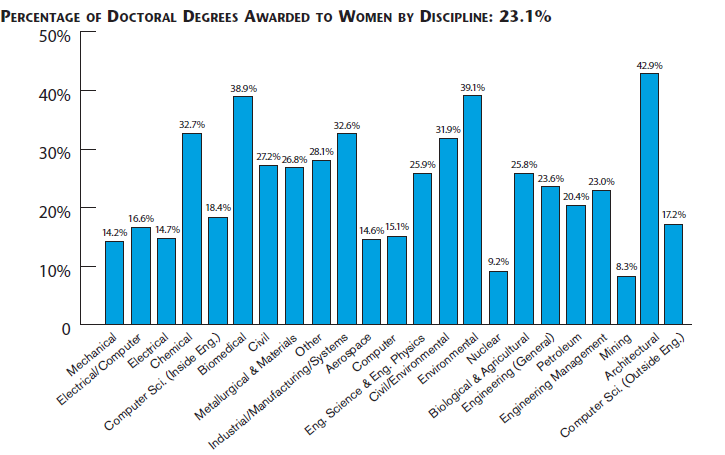 PERCENTAGE OF DOCTORAL DEGREES AWARDED TO WOMEN BY DISCIPLINE: 23.1%
50%
40%
30%
20%
10%
0
14.2%
16.6%
14.7%
32.7%
18.4%
38.9%
27.2%
26.8%
28.1%
32.6%
14.6%
15.1%
25.9%
31.9%
39.1%
9.2%
25.8%
23.6%
20.4%
23.0%
8.3%
42.9%
17.2%
Mechanical
Electrical/Computer
Electrical
Chemical
Computer Sci. (Inside Eng.)
Biomedical
Civil
Metallurgical & Materials
Other
Industrial/Manufacturing/Systems
Aerospace
Computer
Eng. Science & Eng. Physics
Civil/Environmental
Environmental
Nuclear
Biological & Agricultural
Engineering (General)
Petroleum
Engineering Management
Mining
Architectural
Computer Sci. (Outside Eng.)